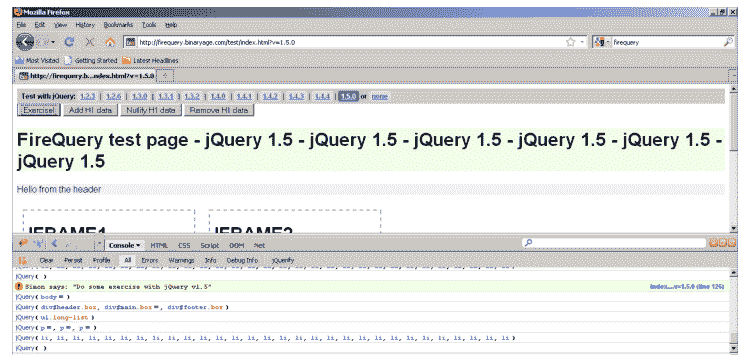 Mozilla Firefox
File Edit View History Bookmarks Tools Help
http://firequery.binaryage.com/test/index.html?v=1.5.0
firequery
Most Visited Getting Started Latest Headlines
http://firequery.b...ndex.html?v=1.5.0
Test with jQuery: 1.2.3 | 1.2.6 | 1.3.0 | 1.3.1 | 1.3.2 | 1.4.0 | 1.4.1 | 1.4.2 | 1.4.3 | 1.4.4 | 1.5.0 or none
Exercise! Add H1 data Nullify H1 data Remove H1 data
FireQuery test page - jQuery 1.5 - jQuery 1.5 - jQuery 1.5 - jQuery 1.5 -
jQuery 1.5
Hello from the header
IFRAME1 IFRAME2
Console HTML CSS Script DOM Net
Clear Persist Profile All Errors Warnings Info Debug Info jQuerify
jQuery( )
Simon says: "Do some exercise with jQuery v1.5" index....v=1.5.0 (line 126)
jQuery( body )
jQuery( div#header.box, div#main.box, div#footer.box )
jQuery( ul.long-list )
jQuery( p, p, p )
jQuery( li, li, li, li, li, li, li, li, li, li, li, li, li, li, li, li, li, li, li, li, li, li, li, li, li, li, li, li, li, li )
jQuery( )